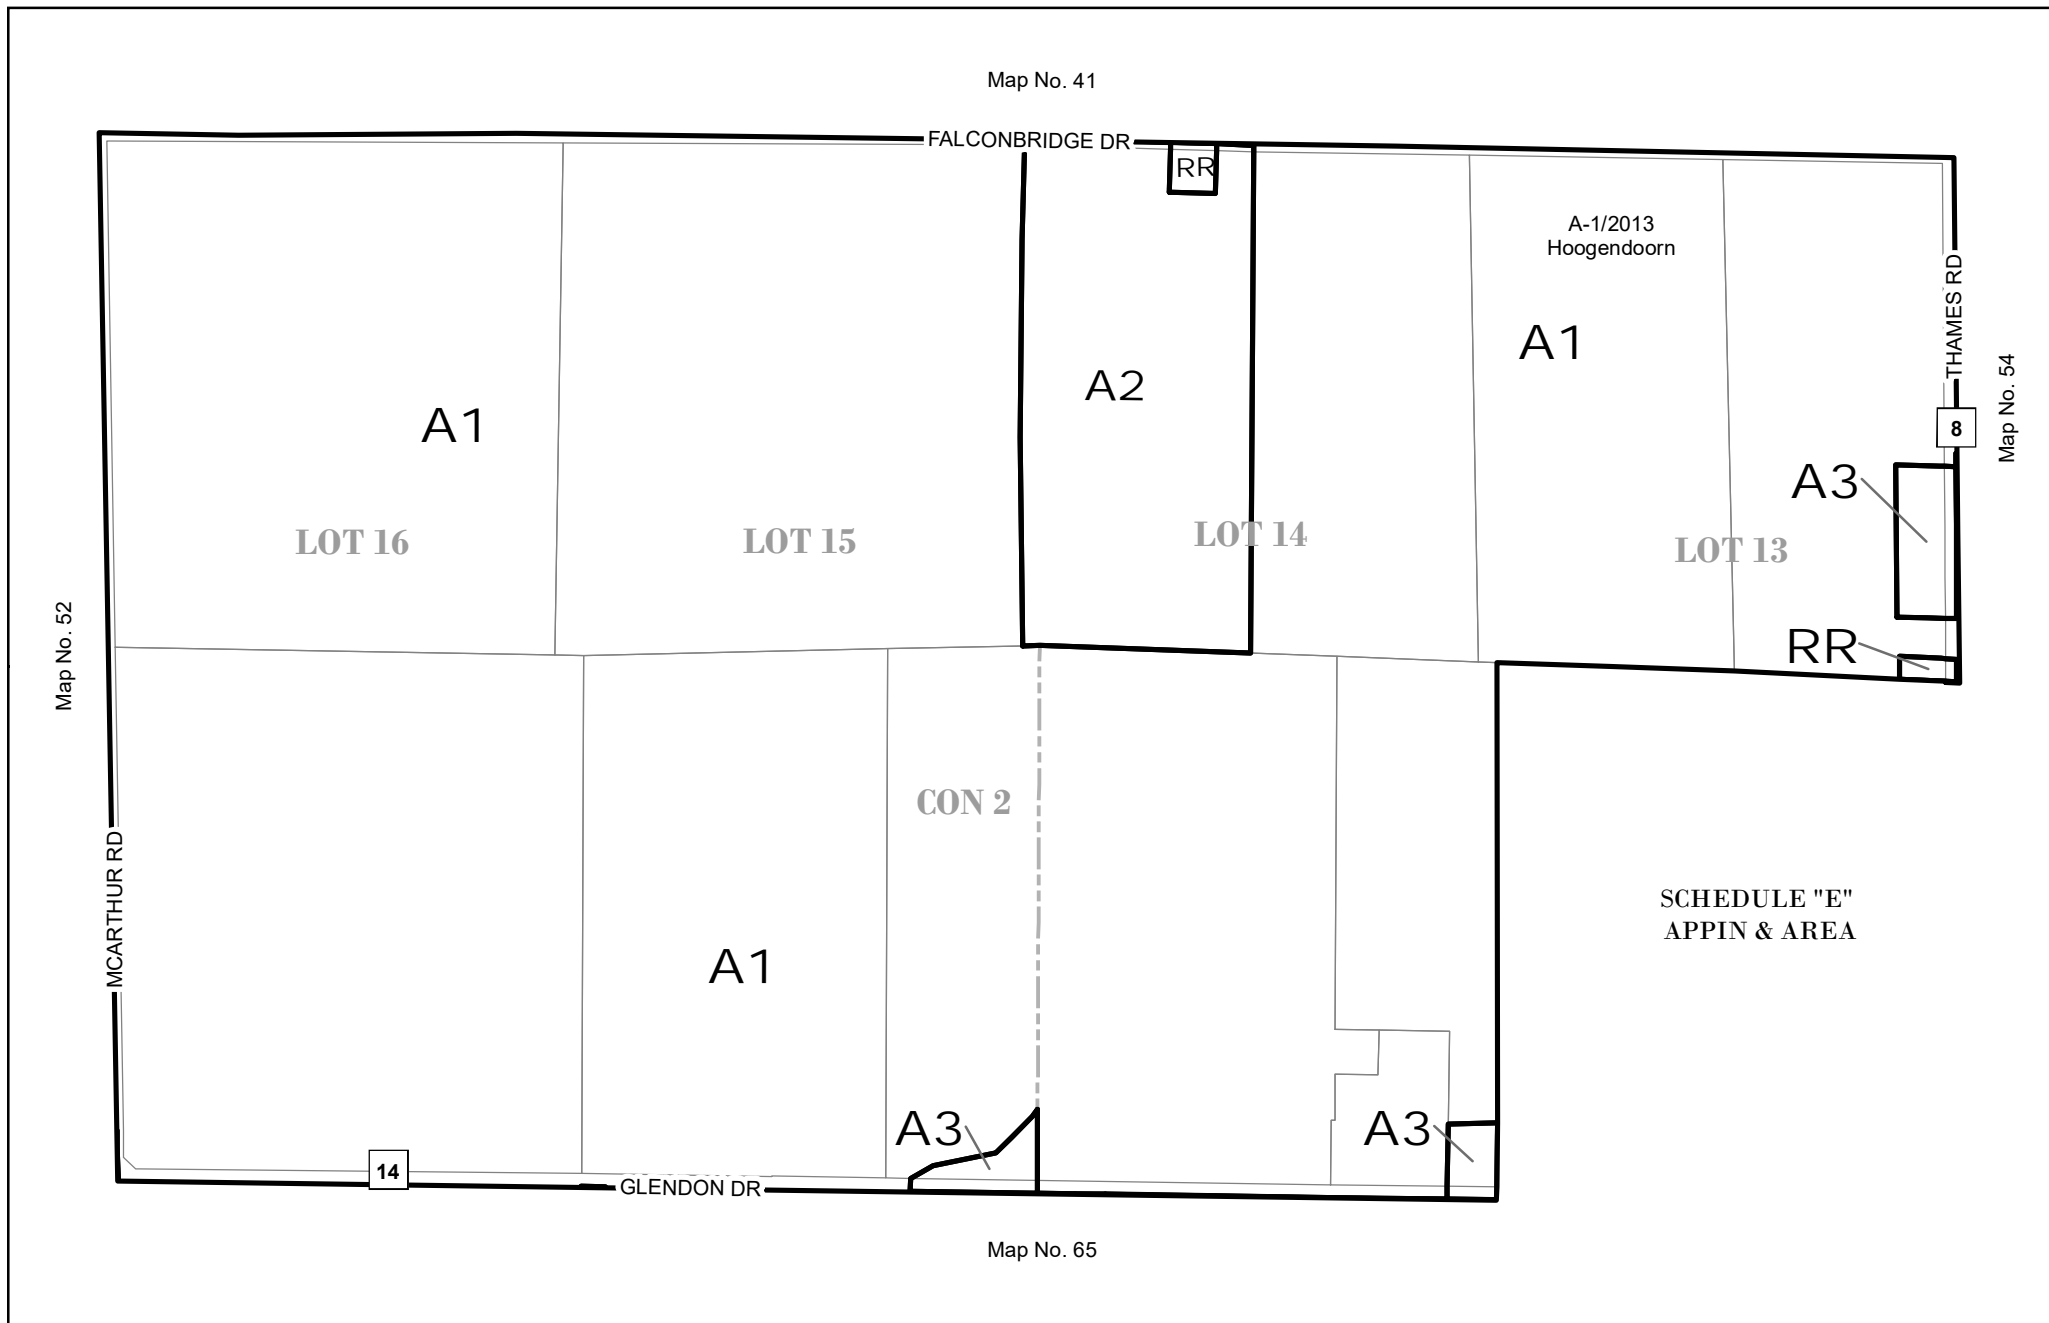 Map No. 41
FALCONBRIDGE DR
RR
A-1/2013
Hoogendoorn
THAMES RD
A1
Map No. 54
A2
A1
8
A3
LOT 16
LOT 15
LOT 14
LOT 13
Map No. 52
RR
CON 2
MCARTHUR RD
SCHEDULE "E"
APPIN & AREA
A1
A3
A3
14
GLENDON DR
Map No. 65